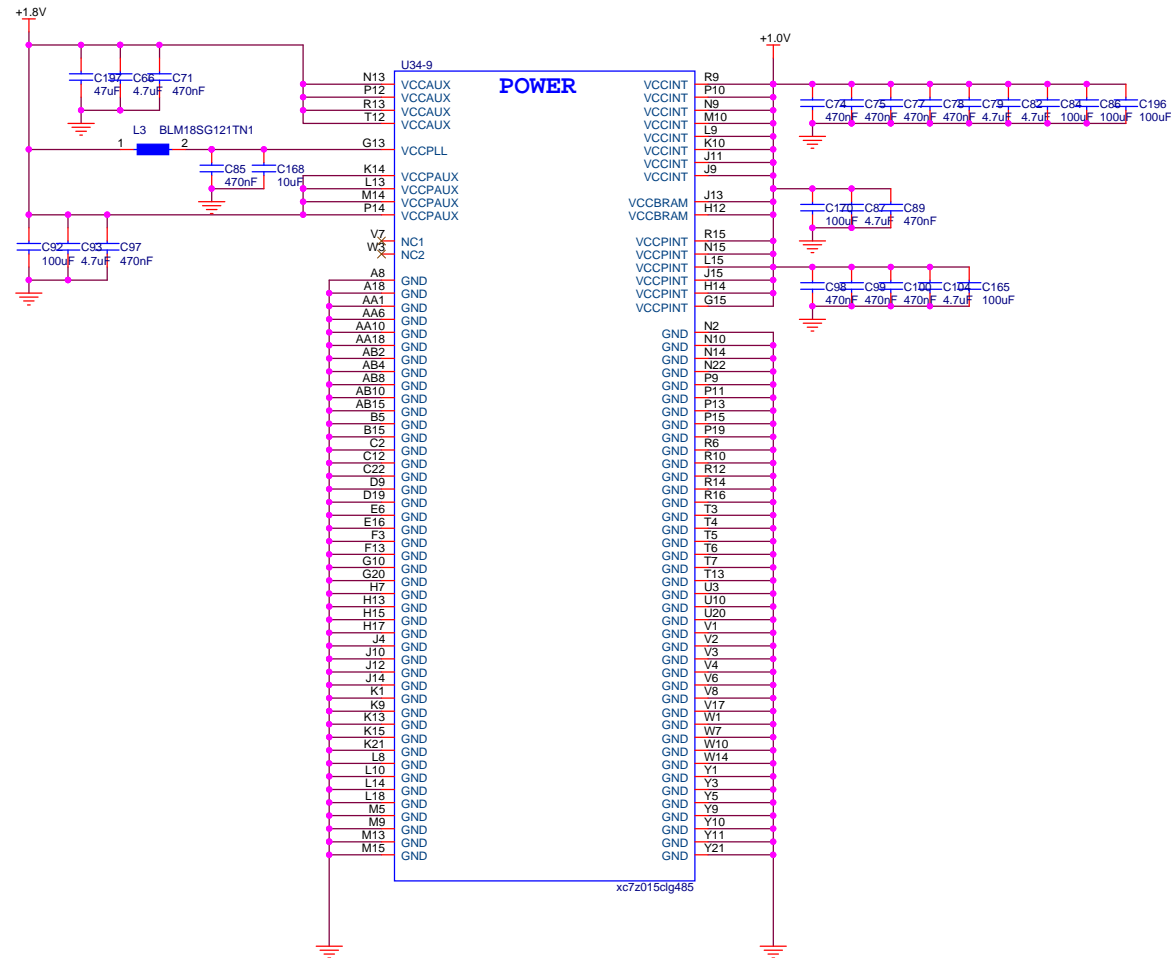 +1.8V
+1.0V
U34-9
POWER
C197 C66 C71
47uF 4.7uF 470nF
L3 BLM18SG121TN1
1 2
C85 C168
470nF 10uF
C92 C93 C97
100uF 4.7uF 470nF
N13 VCCAUX
P12 VCCAUX
R13 VCCAUX
T12 VCCAUX
G13 VCCPLL
K14 VCCPAUX
L13 VCCPAUX
M14 VCCPAUX
P14 VCCPAUX
V7 NC1
W3 NC2
A8 GND
A18 GND
AA1 GND
AA6 GND
AA10 GND
AA18 GND
AB2 GND
AB4 GND
AB8 GND
AB10 GND
AB15 GND
B5 GND
B15 GND
C2 GND
C12 GND
C22 GND
D9 GND
D19 GND
E6 GND
E16 GND
F3 GND
F13 GND
G10 GND
G20 GND
H7 GND
H13 GND
H15 GND
H17 GND
J4 GND
J10 GND
J12 GND
J14 GND
K1 GND
K9 GND
K13 GND
K15 GND
K21 GND
L8 GND
L10 GND
L14 GND
L18 GND
M5 GND
M9 GND
M13 GND
M15 GND
VCCINT R9
VCCINT P10
VCCINT N9
VCCINT M10
VCCINT L9
VCCINT K10
VCCINT J11
VCCINT J9
VCCBRAM J13
VCCBRAM H12
VCCPINT R15
VCCPINT N15
VCCPINT L15
VCCPINT J15
VCCPINT H14
VCCPINT G15
GND N2
GND N10
GND N14
GND N22
GND P9
GND P11
GND P13
GND P15
GND P19
GND R6
GND R10
GND R12
GND R14
GND R16
GND T3
GND T4
GND T5
GND T6
GND T7
GND T13
GND U3
GND U10
GND U20
GND V1
GND V2
GND V3
GND V4
GND V6
GND V8
GND V17
GND W1
GND W7
GND W10
GND W14
GND Y1
GND Y3
GND Y5
GND Y9
GND Y10
GND Y11
GND Y21
C74 C75 C77 C78 C79 C82 C84 C86 C196
470nF 470nF 470nF 470nF 4.7uF 4.7uF 100uF 100uF 100uF
C170 C87 C89
100uF 4.7uF 470nF
C98 C99 C100 C104 C165
470nF 470nF 470nF 4.7uF 100uF
xc7z015clg485